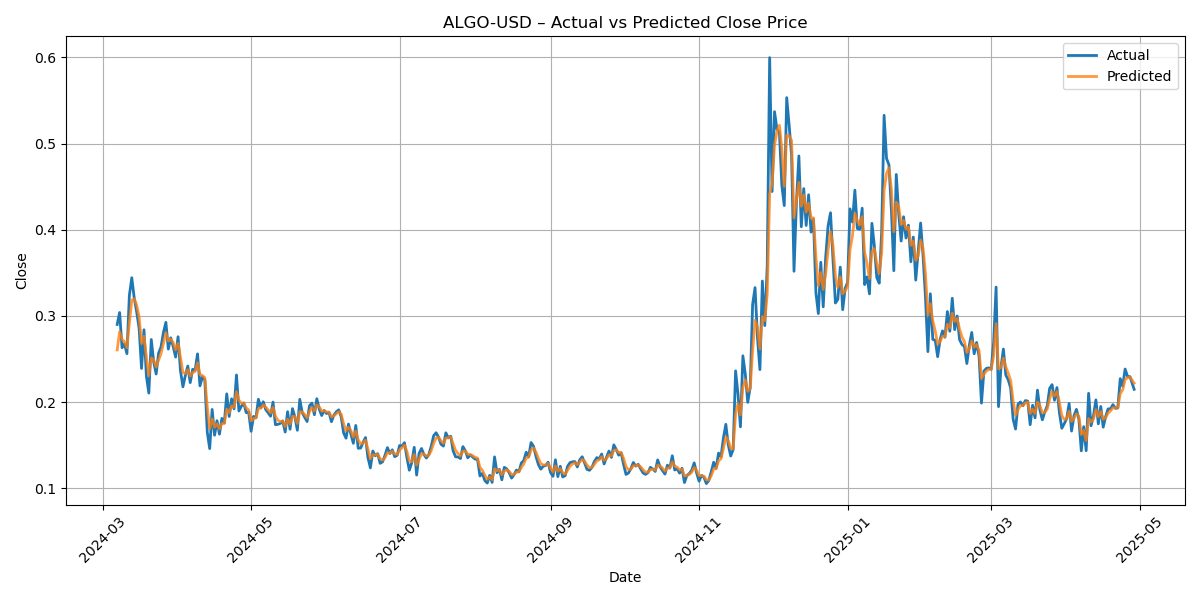 ALGO-USD – Actual vs Predicted Close Price
Actual
Predicted
0.6
0.5
0.4
0.3
0.2
0.1
Close
2024-03
2024-05
2024-07
2024-09
2024-11
2025-01
2025-03
2025-05
Date